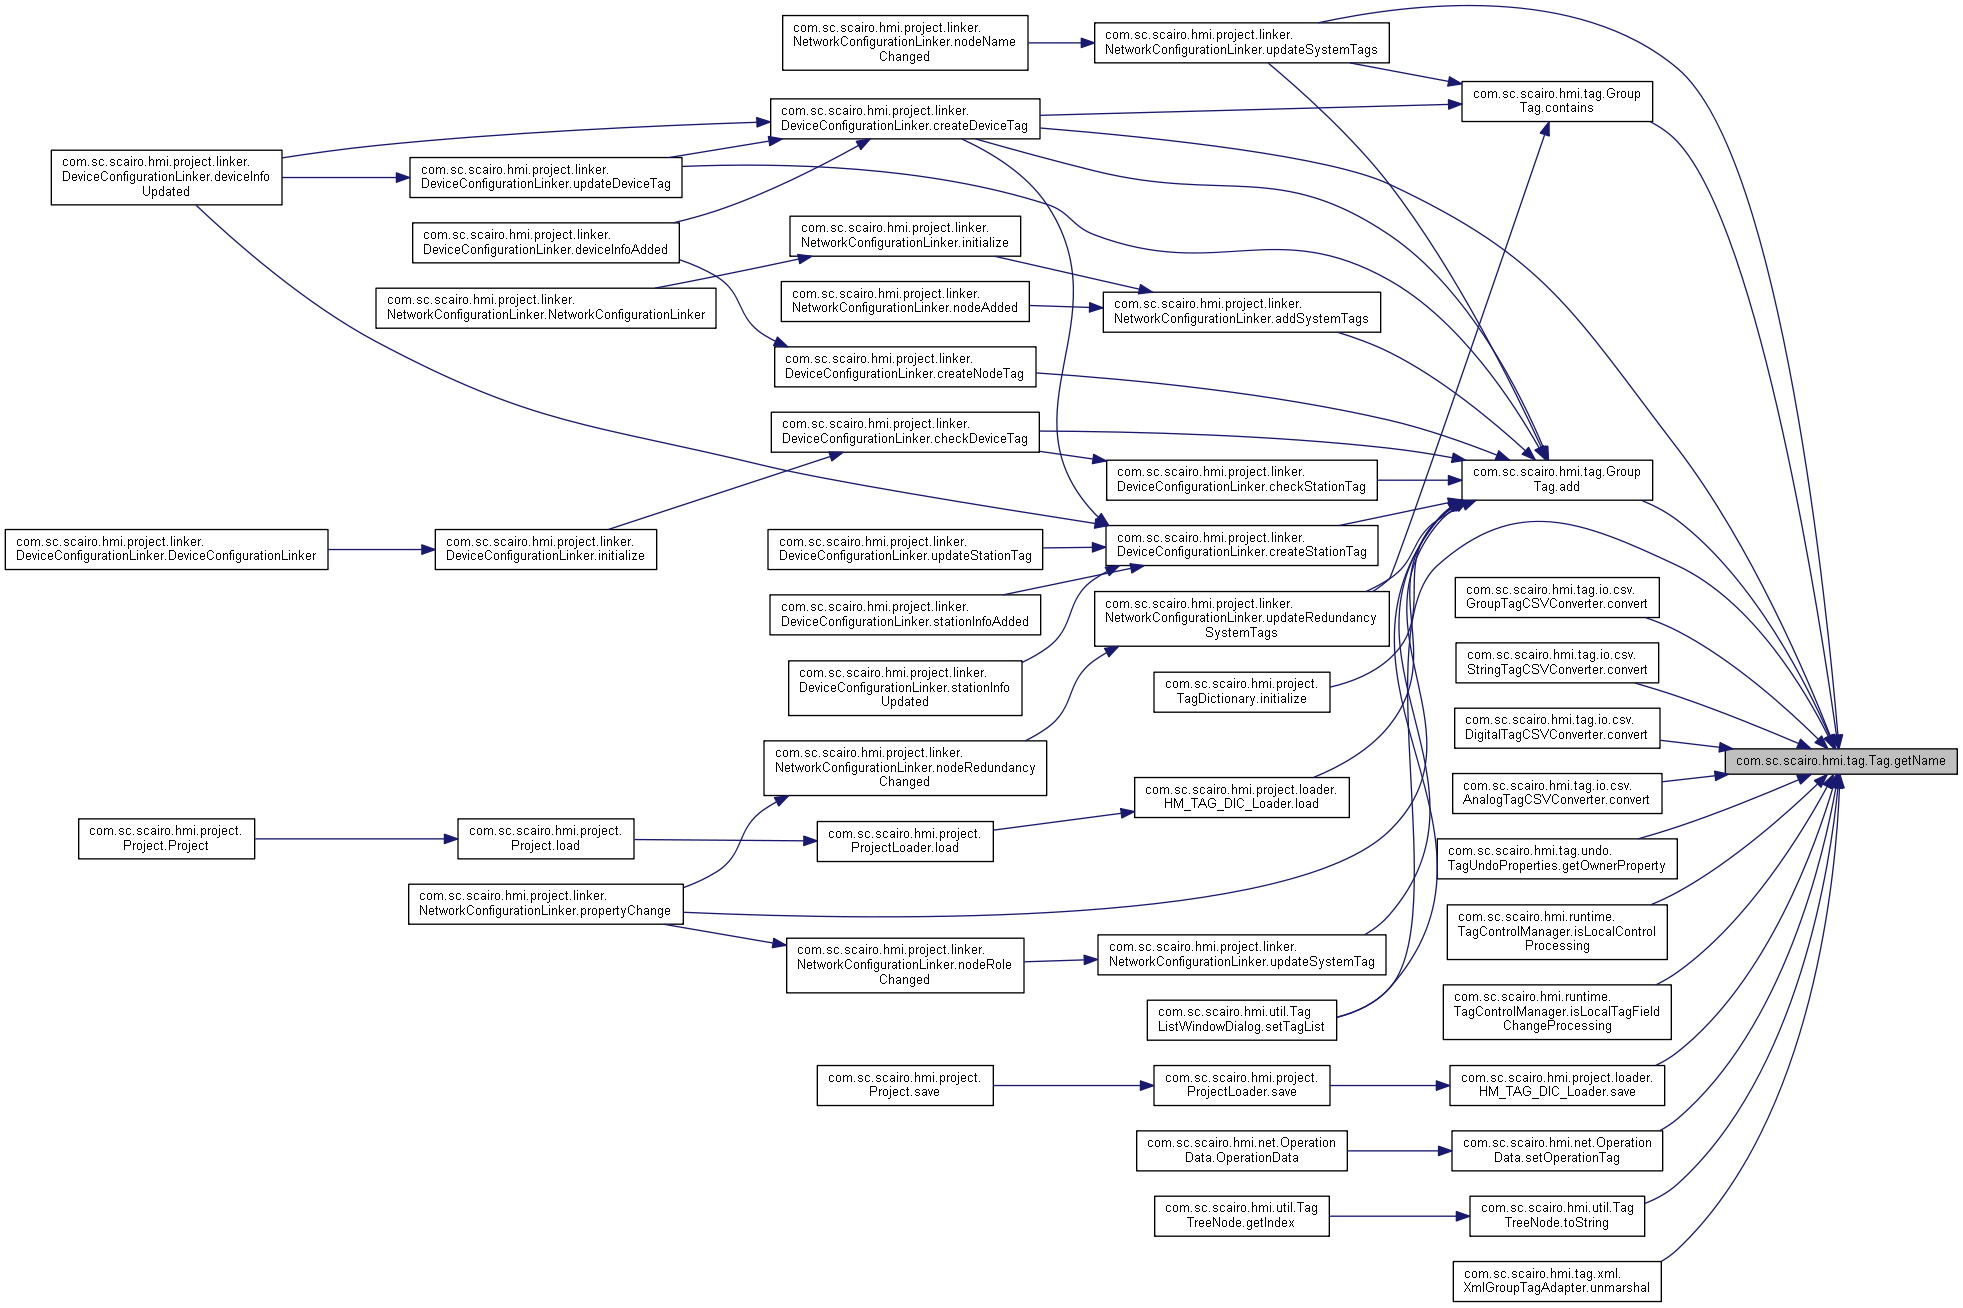 com.sc.scairo.hmi.project.linker.
NetworkConfigurationLinker.nodeName
Changed
com.sc.scairo.hmi.project.linker.
NetworkConfigurationLinker.updateSystemTags
com.sc.scairo.hmi.tag.Group
Tag.contains
com.sc.scairo.hmi.project.linker.
DeviceConfigurationLinker.createDeviceTag
com.sc.scairo.hmi.project.linker.
DeviceConfigurationLinker.deviceInfo
Updated
com.sc.scairo.hmi.project.linker.
DeviceConfigurationLinker.updateDeviceTag
com.sc.scairo.hmi.project.linker.
DeviceConfigurationLinker.deviceInfoAdded
com.sc.scairo.hmi.project.linker.
NetworkConfigurationLinker.initialize
com.sc.scairo.hmi.project.linker.
NetworkConfigurationLinker.NetworkConfigurationLinker
com.sc.scairo.hmi.project.linker.
NetworkConfigurationLinker.nodeAdded
com.sc.scairo.hmi.project.linker.
NetworkConfigurationLinker.addSystemTags
com.sc.scairo.hmi.project.linker.
DeviceConfigurationLinker.createNodeTag
com.sc.scairo.hmi.project.linker.
DeviceConfigurationLinker.checkDeviceTag
com.sc.scairo.hmi.project.linker.
DeviceConfigurationLinker.checkStationTag
com.sc.scairo.hmi.tag.Group
Tag.add
com.sc.scairo.hmi.project.linker.
DeviceConfigurationLinker.DeviceConfigurationLinker
com.sc.scairo.hmi.project.linker.
DeviceConfigurationLinker.initialize
com.sc.scairo.hmi.project.linker.
DeviceConfigurationLinker.updateStationTag
com.sc.scairo.hmi.project.linker.
DeviceConfigurationLinker.createStationTag
com.sc.scairo.hmi.project.linker.
DeviceConfigurationLinker.stationInfoAdded
com.sc.scairo.hmi.project.linker.
NetworkConfigurationLinker.updateRedundancy
SystemTags
com.sc.scairo.hmi.tag.io.csv.
GroupTagCSVConverter.convert
com.sc.scairo.hmi.project.linker.
DeviceConfigurationLinker.stationInfo
Updated
com.sc.scairo.hmi.project.
TagDictionary.initialize
com.sc.scairo.hmi.tag.io.csv.
StringTagCSVConverter.convert
com.sc.scairo.hmi.tag.io.csv.
DigitalTagCSVConverter.convert
com.sc.scairo.hmi.tag.Tag.getName
com.sc.scairo.hmi.project.linker.
NetworkConfigurationLinker.nodeRedundancy
Changed
com.sc.scairo.hmi.project.loader.
HM_TAG_DIC_Loader.load
com.sc.scairo.hmi.tag.io.csv.
AnalogTagCSVConverter.convert
com.sc.scairo.hmi.project.
Project.Project
com.sc.scairo.hmi.project.
Project.load
com.sc.scairo.hmi.project.
ProjectLoader.load
com.sc.scairo.hmi.tag.undo.
TagUndoProperties.getOwnerProperty
com.sc.scairo.hmi.project.linker.
NetworkConfigurationLinker.propertyChange
com.sc.scairo.hmi.runtime.
TagControlManager.isLocalControl
Processing
com.sc.scairo.hmi.project.linker.
NetworkConfigurationLinker.nodeRole
Changed
com.sc.scairo.hmi.project.linker.
NetworkConfigurationLinker.updateSystemTag
com.sc.scairo.hmi.util.Tag
ListWindowDialog.setTagList
com.sc.scairo.hmi.runtime.
TagControlManager.isLocalTagField
ChangeProcessing
com.sc.scairo.hmi.project.
Project.save
com.sc.scairo.hmi.project.
ProjectLoader.save
com.sc.scairo.hmi.project.loader.
HM_TAG_DIC_Loader.save
com.sc.scairo.hmi.net.Operation
Data.OperationData
com.sc.scairo.hmi.net.Operation
Data.setOperationTag
com.sc.scairo.hmi.util.Tag
TreeNode.getIndex
com.sc.scairo.hmi.util.Tag
TreeNode.toString
com.sc.scairo.hmi.tag.xml.
XmlGroupTagAdapter.unmarshal